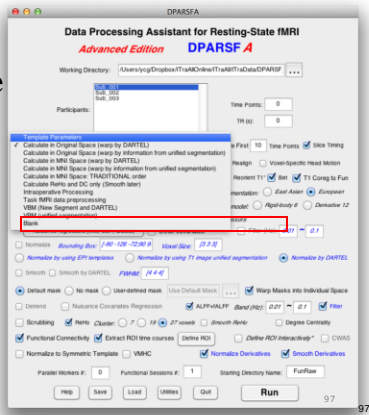 DPARSFA
Data Processing Assistant for Resting-State fMRI
Advanced Edition DPARSF A
Working Directory: /Users/ycg/Dropbox/ITraAllOnline/ITraAll/ITraData/DPARSF ...
Sub_001
Sub_002
Sub_003
Participants:
Time Points: 0
TR (s): 0
Template Parameters
✓ Calculate in Original Space (warp by DARTEL)
Calculate in Original Space (warp by information from unified segmentation)
Calculate in MNI Space (warp by DARTEL)
Calculate in MNI Space (warp by information from unified segmentation)
Calculate in MNI Space: TRADITIONAL order
Calculate ReHo and DC only (Smooth later)
Intraoperative Processing
Task fMRI data preprocessing
VBM (New Segment and DARTEL)
VBM (unified segmentation)
Blank
First 10 Time Points Slice Timing
Realign Voxel-Specific Head Motion
Reorient T1* Bet T1 Coreg to Fun
East Asian European
model: Rigid-body 6 Derivative 12
0.01 ~ 0.1
Normalize Bounding Box: [-90 -126 -72;90 9 Voxel Size: [3 3 3]
Normalize by using EPI templates Normalize by using T1 image unified segmentation Normalize by DARTEL
Smooth Smooth by DARTEL FWHM: [4 4 4]
Default mask No mask User-defined mask Use Default Mask ... Warp Masks into Individual Space
Detrend Nuisance Covariates Regression ALFF+fALFF Band (Hz): 0.01 ~ 0.1 Filter
Scrubbing ReHo Cluster: 7 19 27 voxels Smooth ReHo Degree Centrality
Functional Connectivity Extract ROI time courses Define ROI Define ROI Interactively* CWAS
Normalize to Symmetric Template VMHC Normalize Derivatives Smooth Derivatives
Parallel Workers #: 0 Functional Sessions #: 1 Starting Directory Name: FunRaw
Help Save Load Utilities Quit Run
97
97